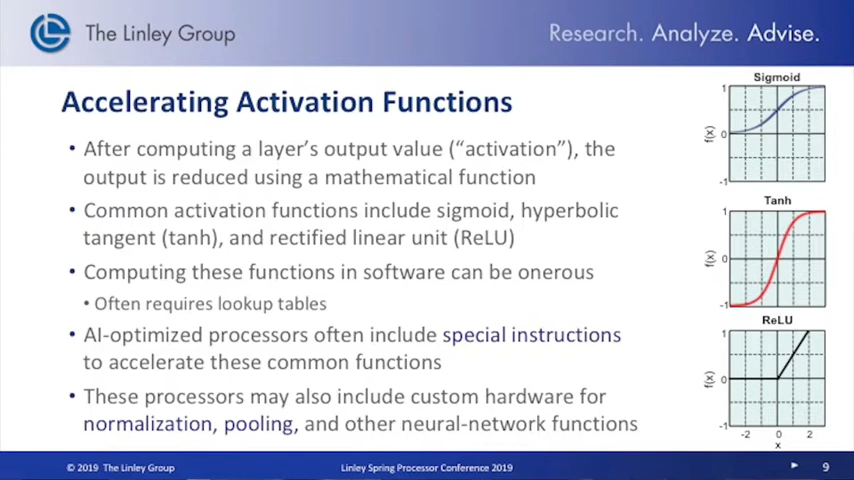 The Linley Group
Research. Analyze. Advise.
Accelerating Activation Functions
• After computing a layer's output value ("activation"), the
output is reduced using a mathematical function
• Common activation functions include sigmoid, hyperbolic
tangent (tanh), and rectified linear unit (ReLU)
• Computing these functions in software can be onerous
• Often requires lookup tables
• AI-optimized processors often include special instructions
to accelerate these common functions
• These processors may also include custom hardware for
normalization, pooling, and other neural-network functions
Sigmoid
1
f(x)
0
-1
Tanh
1
f(x)
0
-1
ReLU
1
f(x)
0
-1
-2 0 2
x
© 2019 The Linley Group
Linley Spring Processor Conference 2019
9